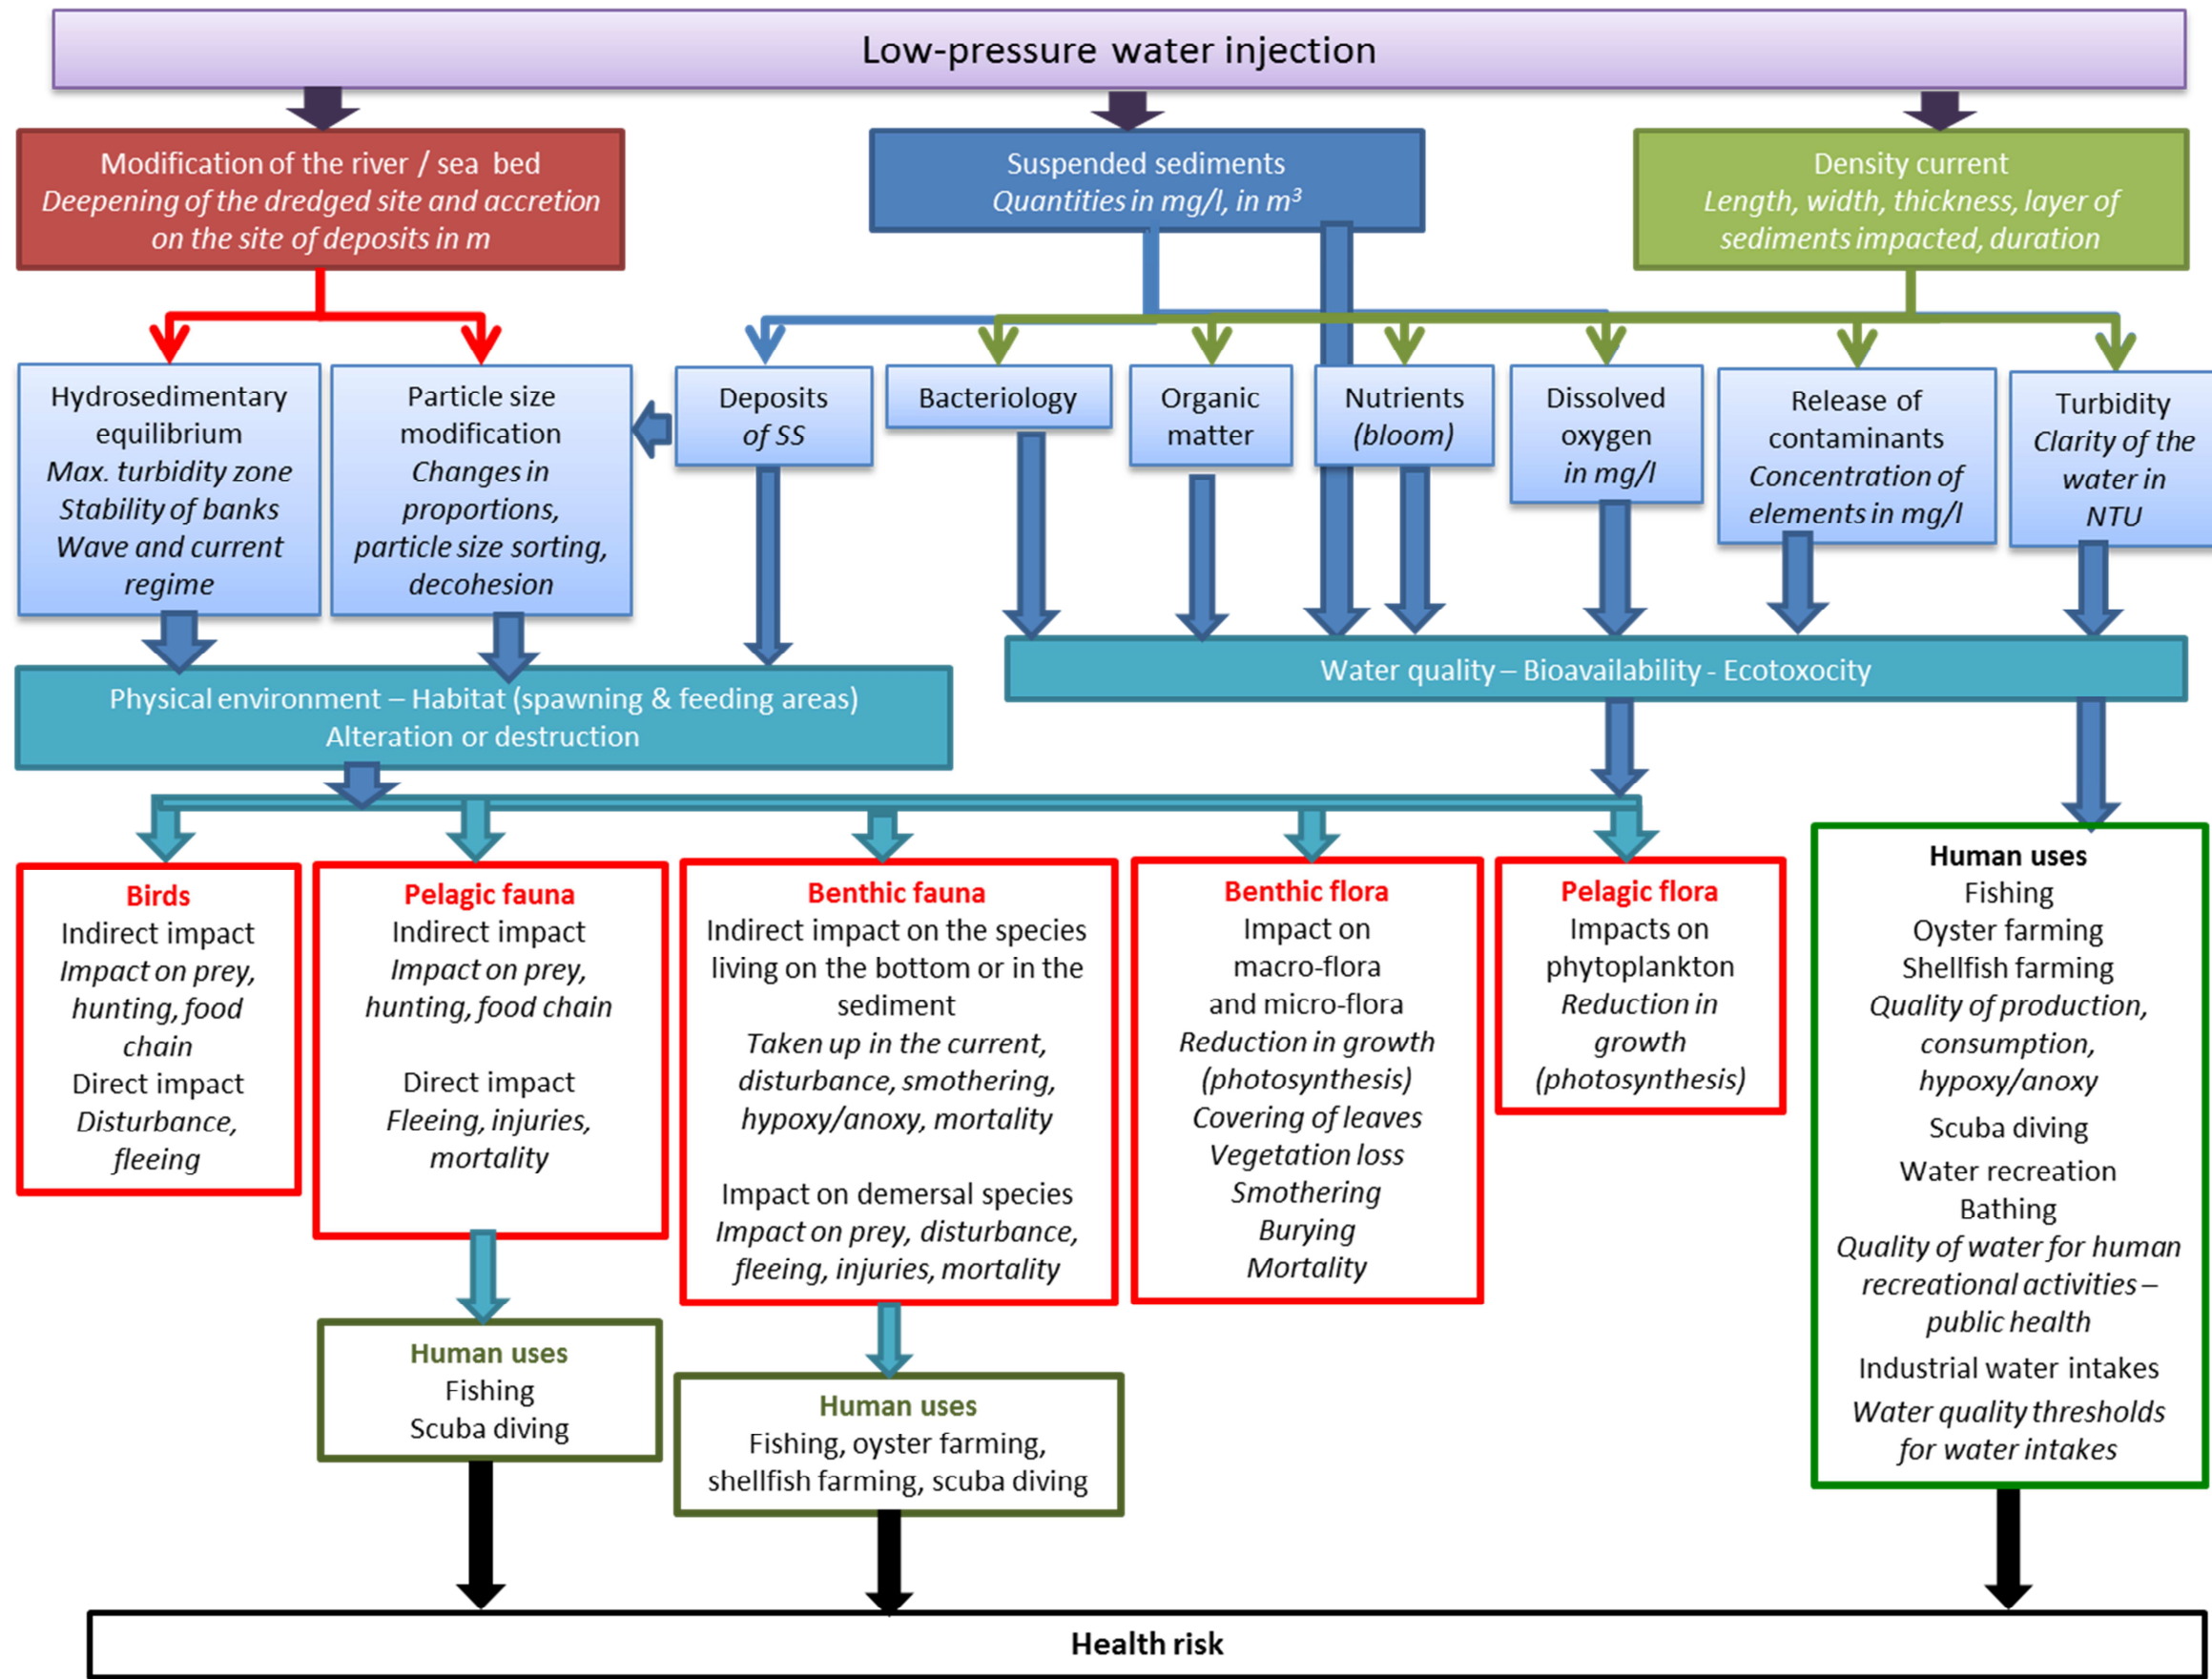 Low-pressure water injection
Modification of the river / sea bed
Deepening of the dredged site and accretion
on the site of deposits in m
Suspended sediments
Quantities in mg/l, in m³
Density current
Length, width, thickness, layer of
sediments impacted, duration
Hydrosedimentary
equilibrium
Max. turbidity zone
Stability of banks
Wave and current
regime
Particle size
modification
Changes in
proportions,
particle size sorting,
decohesion
Deposits
of SS
Bacteriology
Organic
matter
Nutrients
(bloom)
Dissolved
oxygen
in mg/l
Release of
contaminants
Concentration of
elements in mg/l
Turbidity
Clarity of the
water in
NTU
Physical environment – Habitat (spawning & feeding areas)
Alteration or destruction
Water quality – Bioavailability - Ecotoxocity
Birds
Indirect impact
Impact on prey,
hunting, food
chain
Direct impact
Disturbance,
fleeing
Pelagic fauna
Indirect impact
Impact on prey,
hunting, food chain
Direct impact
Fleeing, injuries,
mortality
Benthic fauna
Indirect impact on the species
living on the bottom or in the
sediment
Taken up in the current,
disturbance, smothering,
hypoxy/anoxy, mortality
Impact on demersal species
Impact on prey, disturbance,
fleeing, injuries, mortality
Benthic flora
Impact on
macro-flora
and micro-flora
Reduction in growth
(photosynthesis)
Covering of leaves
Vegetation loss
Smothering
Burying
Mortality
Pelagic flora
Impacts on
phytoplankton
Reduction in
growth
(photosynthesis)
Human uses
Fishing
Oyster farming
Shellfish farming
Quality of production,
consumption,
hypoxy/anoxy
Scuba diving
Water recreation
Bathing
Quality of water for human
recreational activities –
public health
Industrial water intakes
Water quality thresholds
for water intakes
Human uses
Fishing
Scuba diving
Human uses
Fishing, oyster farming,
shellfish farming, scuba diving
Health risk